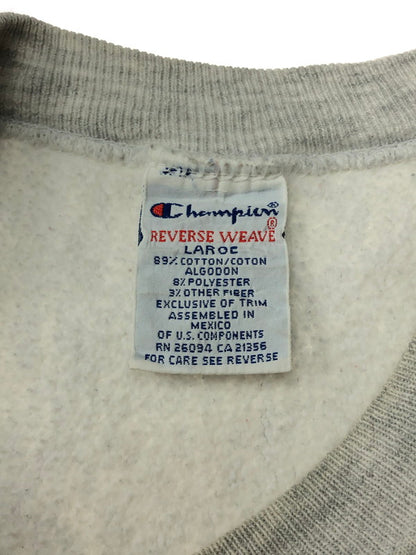 Champion®
REVERSE WEAVE®
LARGE
89% COTTON/COTON
ALGODON
8% POLYESTER
3% OTHER FIBER
EXCLUSIVE OF TRIM
ASSEMBLED IN
MEXICO
OF U.S. COMPONENTS
RN 26094 CA 21356
FOR CARE SEE REVERSE